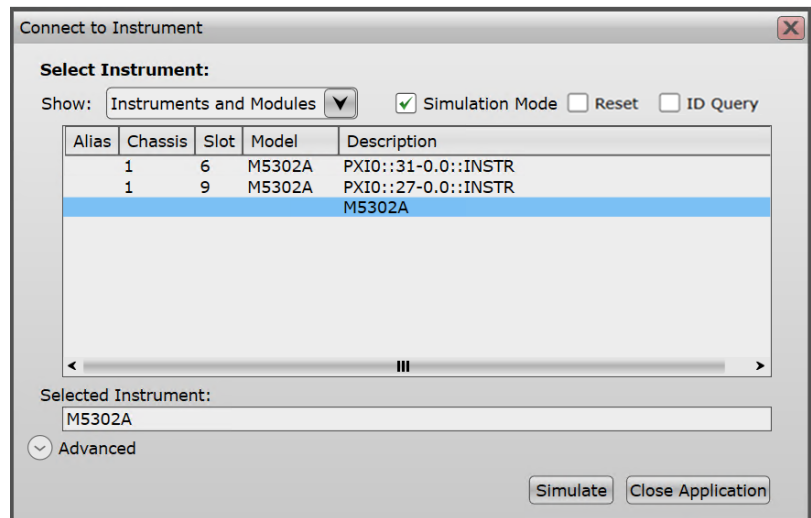 Connect to Instrument
Select Instrument:
Show: Instruments and Modules Simulation Mode Reset ID Query
Alias Chassis Slot Model Description
1 6 M5302A PXI0::31-0.0::INSTR
1 9 M5302A PXI0::27-0.0::INSTR
M5302A
Selected Instrument:
M5302A
Advanced
Simulate Close Application